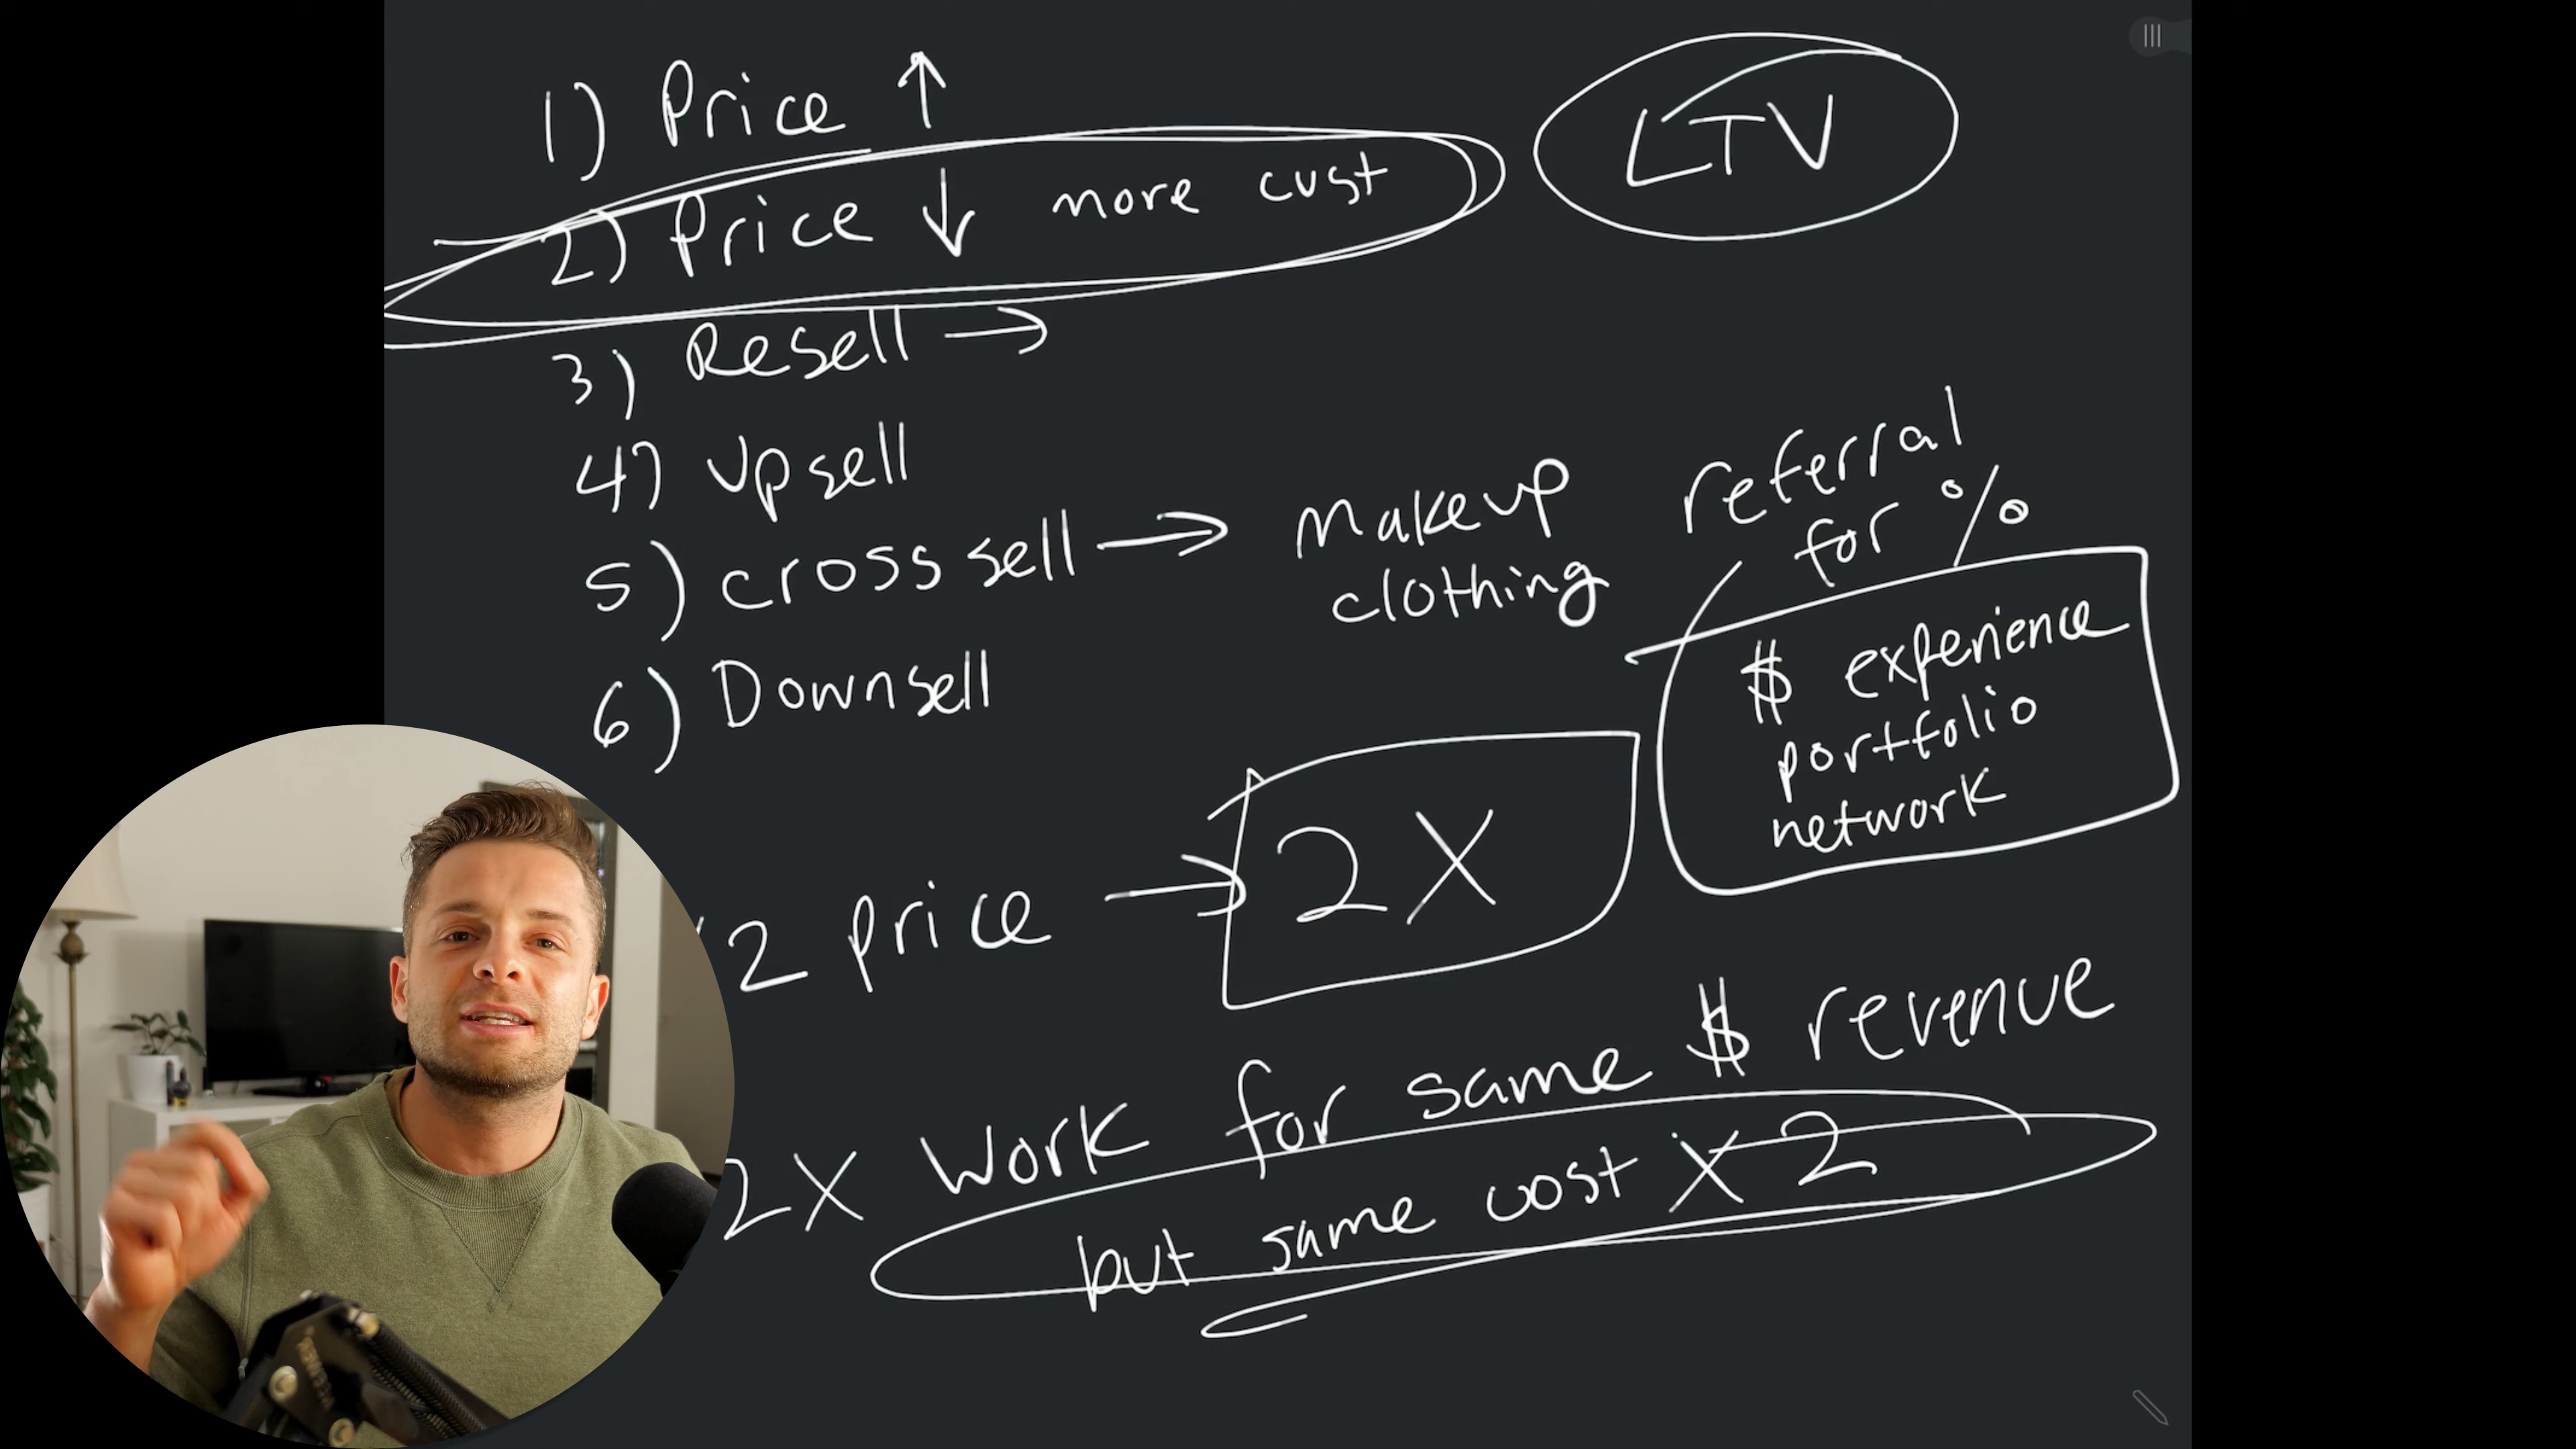 1) Price ↑
LTV
2) Price ↓ more cust
3) Resell →
4) Upsell
5) cross sell → makeup
clothing
referral
for %
$ experience
portfolio
network
6) Downsell
2 price → 2X
2X Work for same $ revenue
but same cost X 2